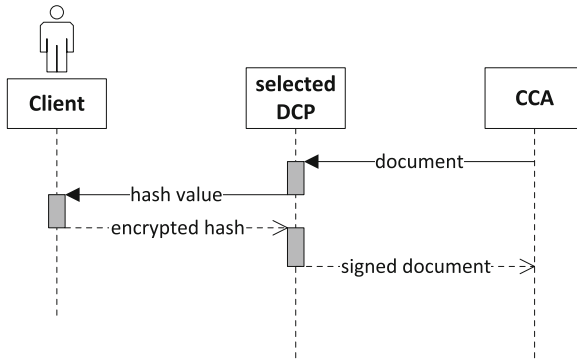 Client
selected
DCP
CCA
document
hash value
encrypted hash
signed document